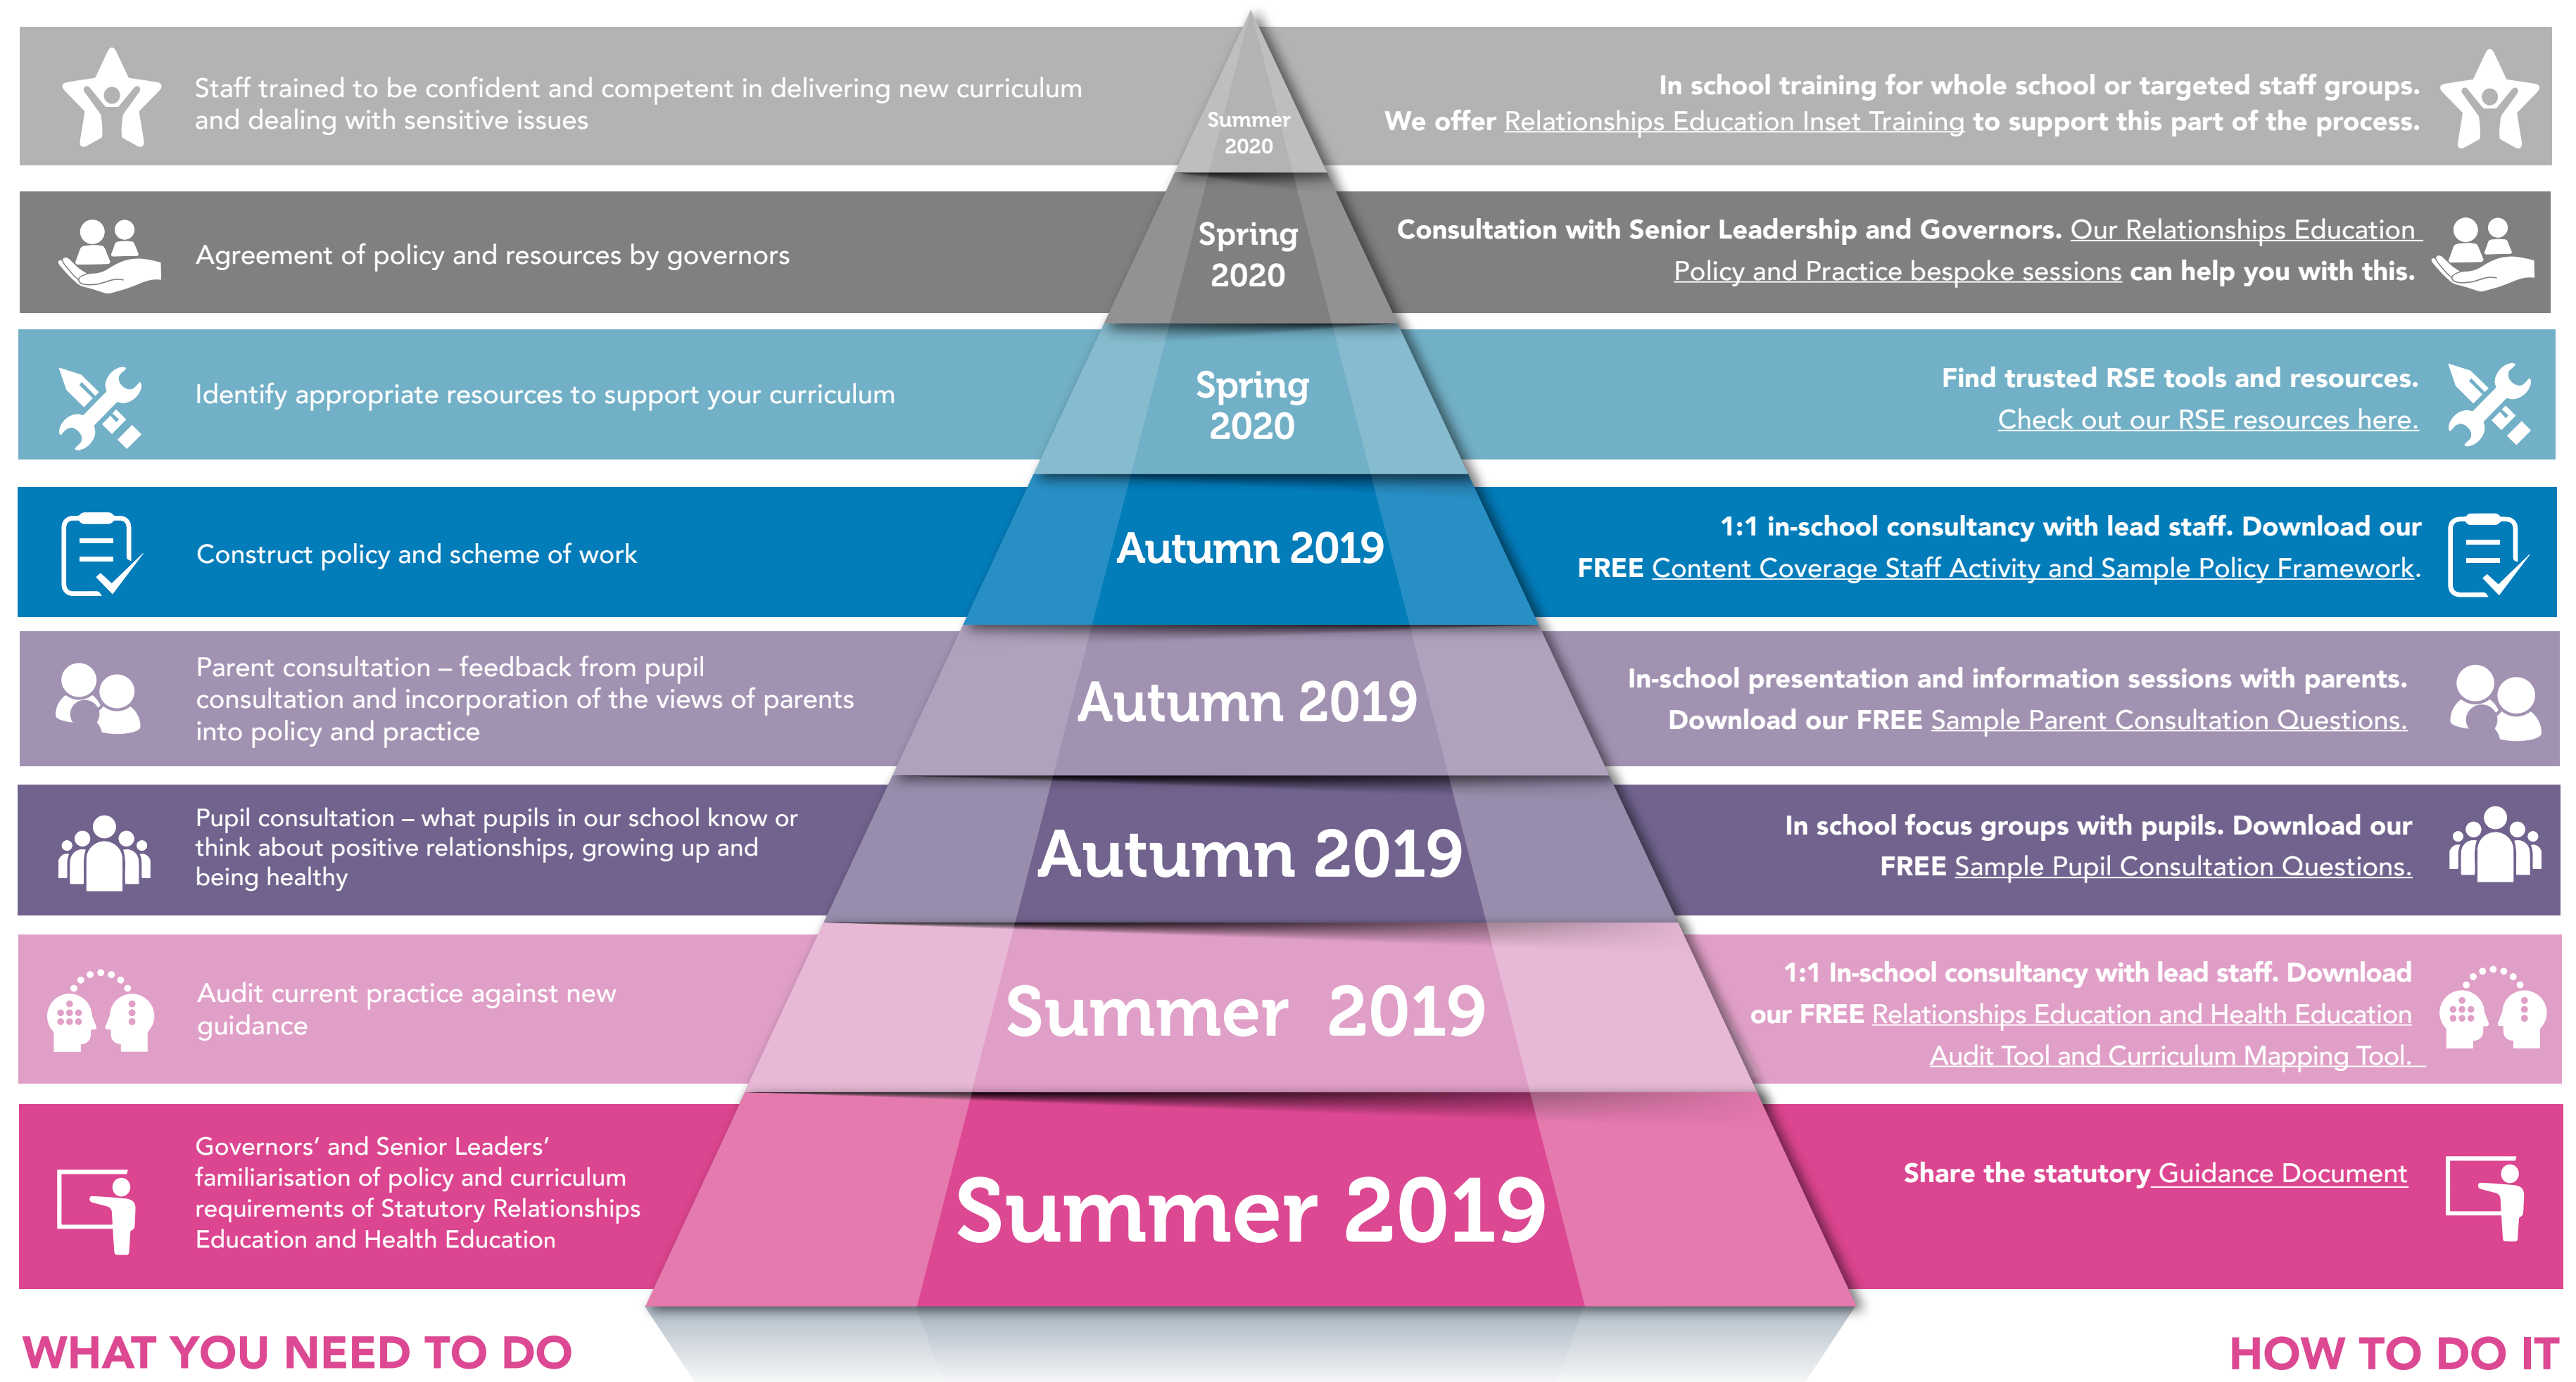 Staff trained to be confident and competent in delivering new curriculum
and dealing with sensitive issues
Summer
2020
In school training for whole school or targeted staff groups.
We offer Relationships Education Inset Training to support this part of the process.
Agreement of policy and resources by governors
Spring
2020
Consultation with Senior Leadership and Governors. Our Relationships Education
Policy and Practice bespoke sessions can help you with this.
Identify appropriate resources to support your curriculum
Spring
2020
Find trusted RSE tools and resources.
Check out our RSE resources here.
Construct policy and scheme of work
Autumn 2019
1:1 in-school consultancy with lead staff. Download our
FREE Content Coverage Staff Activity and Sample Policy Framework.
Parent consultation – feedback from pupil
consultation and incorporation of the views of parents
into policy and practice
Autumn 2019
In-school presentation and information sessions with parents.
Download our FREE Sample Parent Consultation Questions.
Pupil consultation – what pupils in our school know or
think about positive relationships, growing up and
being healthy
Autumn 2019
In school focus groups with pupils. Download our
FREE Sample Pupil Consultation Questions.
Audit current practice against new
guidance
Summer 2019
1:1 In-school consultancy with lead staff. Download
our FREE Relationships Education and Health Education
Audit Tool and Curriculum Mapping Tool.
Governors’ and Senior Leaders’
familiarisation of policy and curriculum
requirements of Statutory Relationships
Education and Health Education
Summer 2019
Share the statutory Guidance Document
WHAT YOU NEED TO DO
HOW TO DO IT